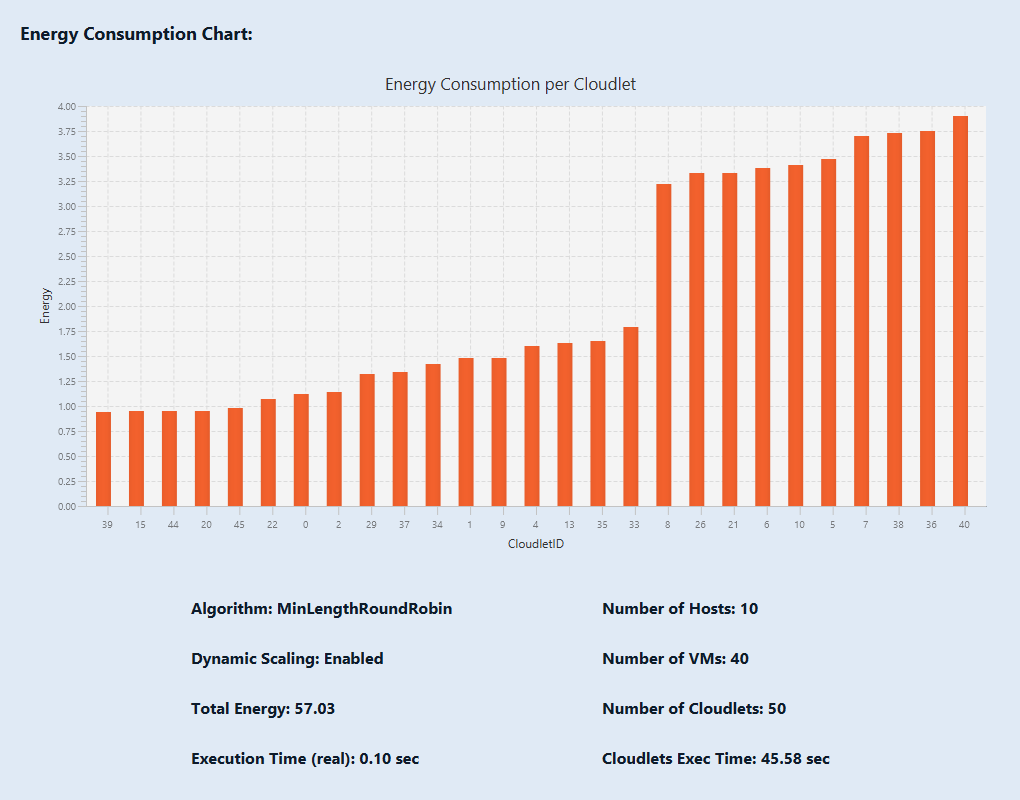 Energy Consumption Chart:
Energy Consumption per Cloudlet
4.00
3.75
3.50
3.25
3.00
2.75
2.50
2.25
2.00
1.75
1.50
1.25
1.00
0.75
0.50
0.25
0.00
Energy
39 15 44 20 45 22 0 2 29 37 34 1 9 4 13 35 33 8 26 21 6 10 5 7 38 36 40
CloudletID
Algorithm: MinLengthRoundRobin
Number of Hosts: 10
Dynamic Scaling: Enabled
Number of VMs: 40
Total Energy: 57.03
Number of Cloudlets: 50
Execution Time (real): 0.10 sec
Cloudlets Exec Time: 45.58 sec